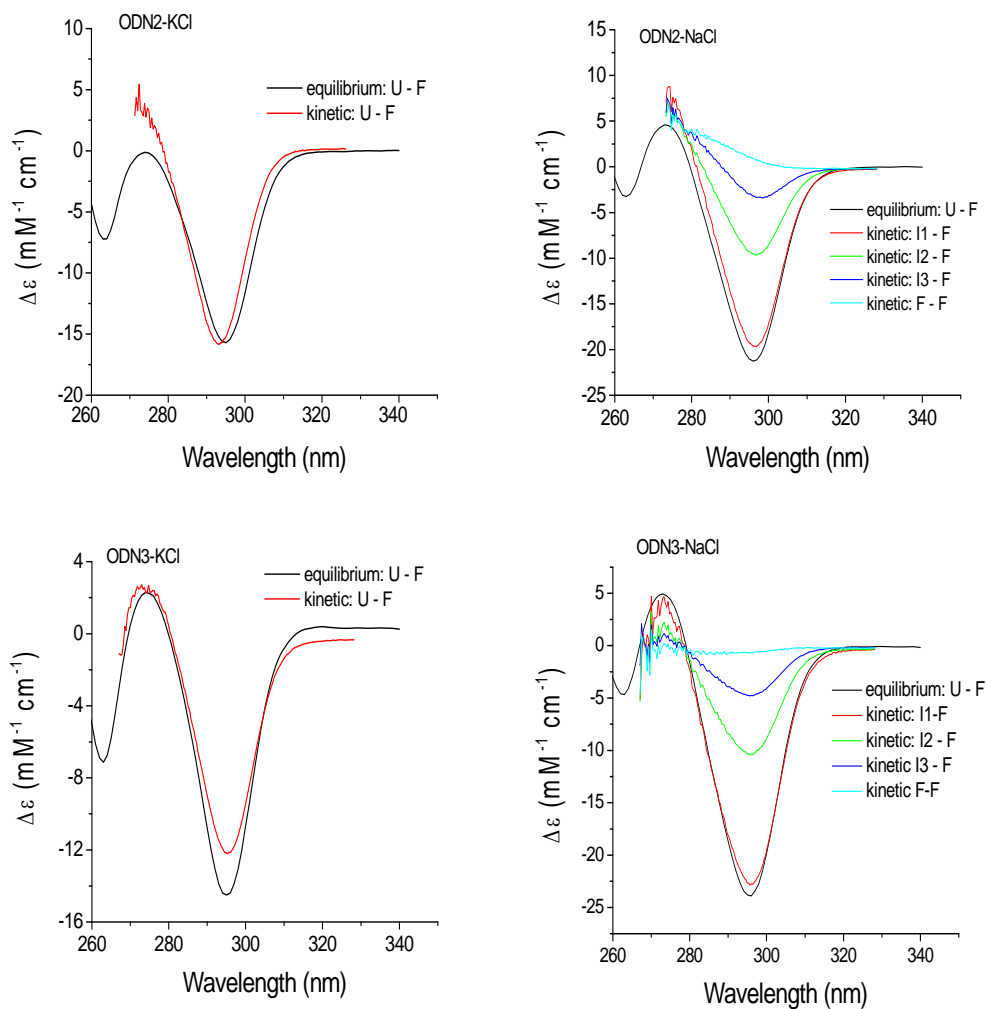 ODN2-KCl
10
5
0
-5
-10
-15
-20
260 280 300 320 340
Δε (mM⁻¹ cm⁻¹)
Wavelength (nm)
equilibrium: U - F
kinetic: U - F
ODN2-NaCl
15
10
5
0
-5
-10
-15
-20
-25
260 280 300 320 340
Δε (mM⁻¹ cm⁻¹)
Wavelength (nm)
equilibrium: U - F
kinetic: I1 - F
kinetic: I2 - F
kinetic: I3 - F
kinetic: F - F
ODN3-KCl
4
0
-4
-8
-12
-16
260 280 300 320 340
Δε (mM⁻¹ cm⁻¹)
Wavelength (nm)
equilibrium: U - F
kinetic: U - F
ODN3-NaCl
10
5
0
-5
-10
-15
-20
-25
260 280 300 320 340
Δε (mM⁻¹ cm⁻¹)
Wavelength (nm)
equilibrium: U - F
kinetic: I1-F
kinetic: I2 - F
kinetic I3 - F
kinetic F-F